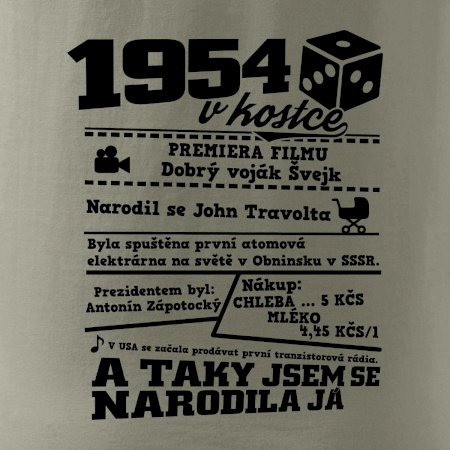 1954
v kostce
PREMIERA FILMU
Dobrý voják Švejk
Narodil se John Travolta
Byla spuštěna první atomová
elektrárna na světě v Obninsku v SSSR.
Prezidentem byl:
Antonín Zápotocký
Nákup:
CHLEBA ... 5 KČS
MLÉKO
4,45 KČS/l
V USA se začala prodávat první tranzistorová rádia.
A TAKY JSEM SE
NARODILA JÁ